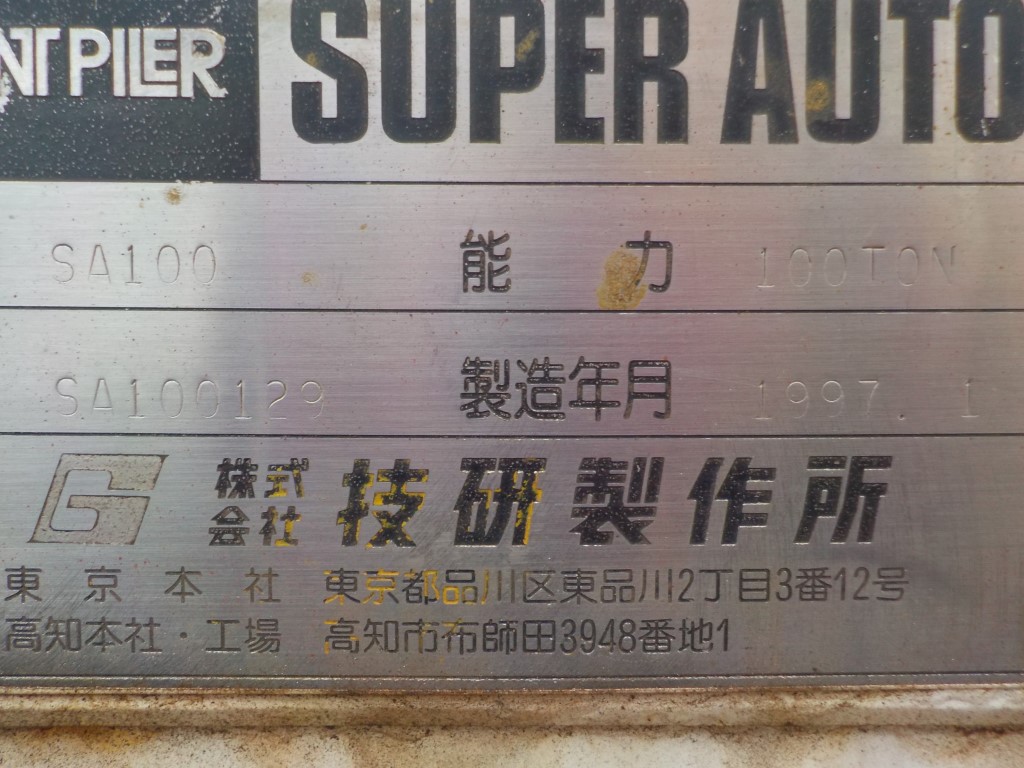 NT PILER SUPER AUTO
SA100 能力 100TON
SA100129 製造年月 1997. 1
G 株式会社 技研製作所
東京本社 東京都品川区東品川2丁目3番12号
高知本社・工場 高知市布師田3948番地1